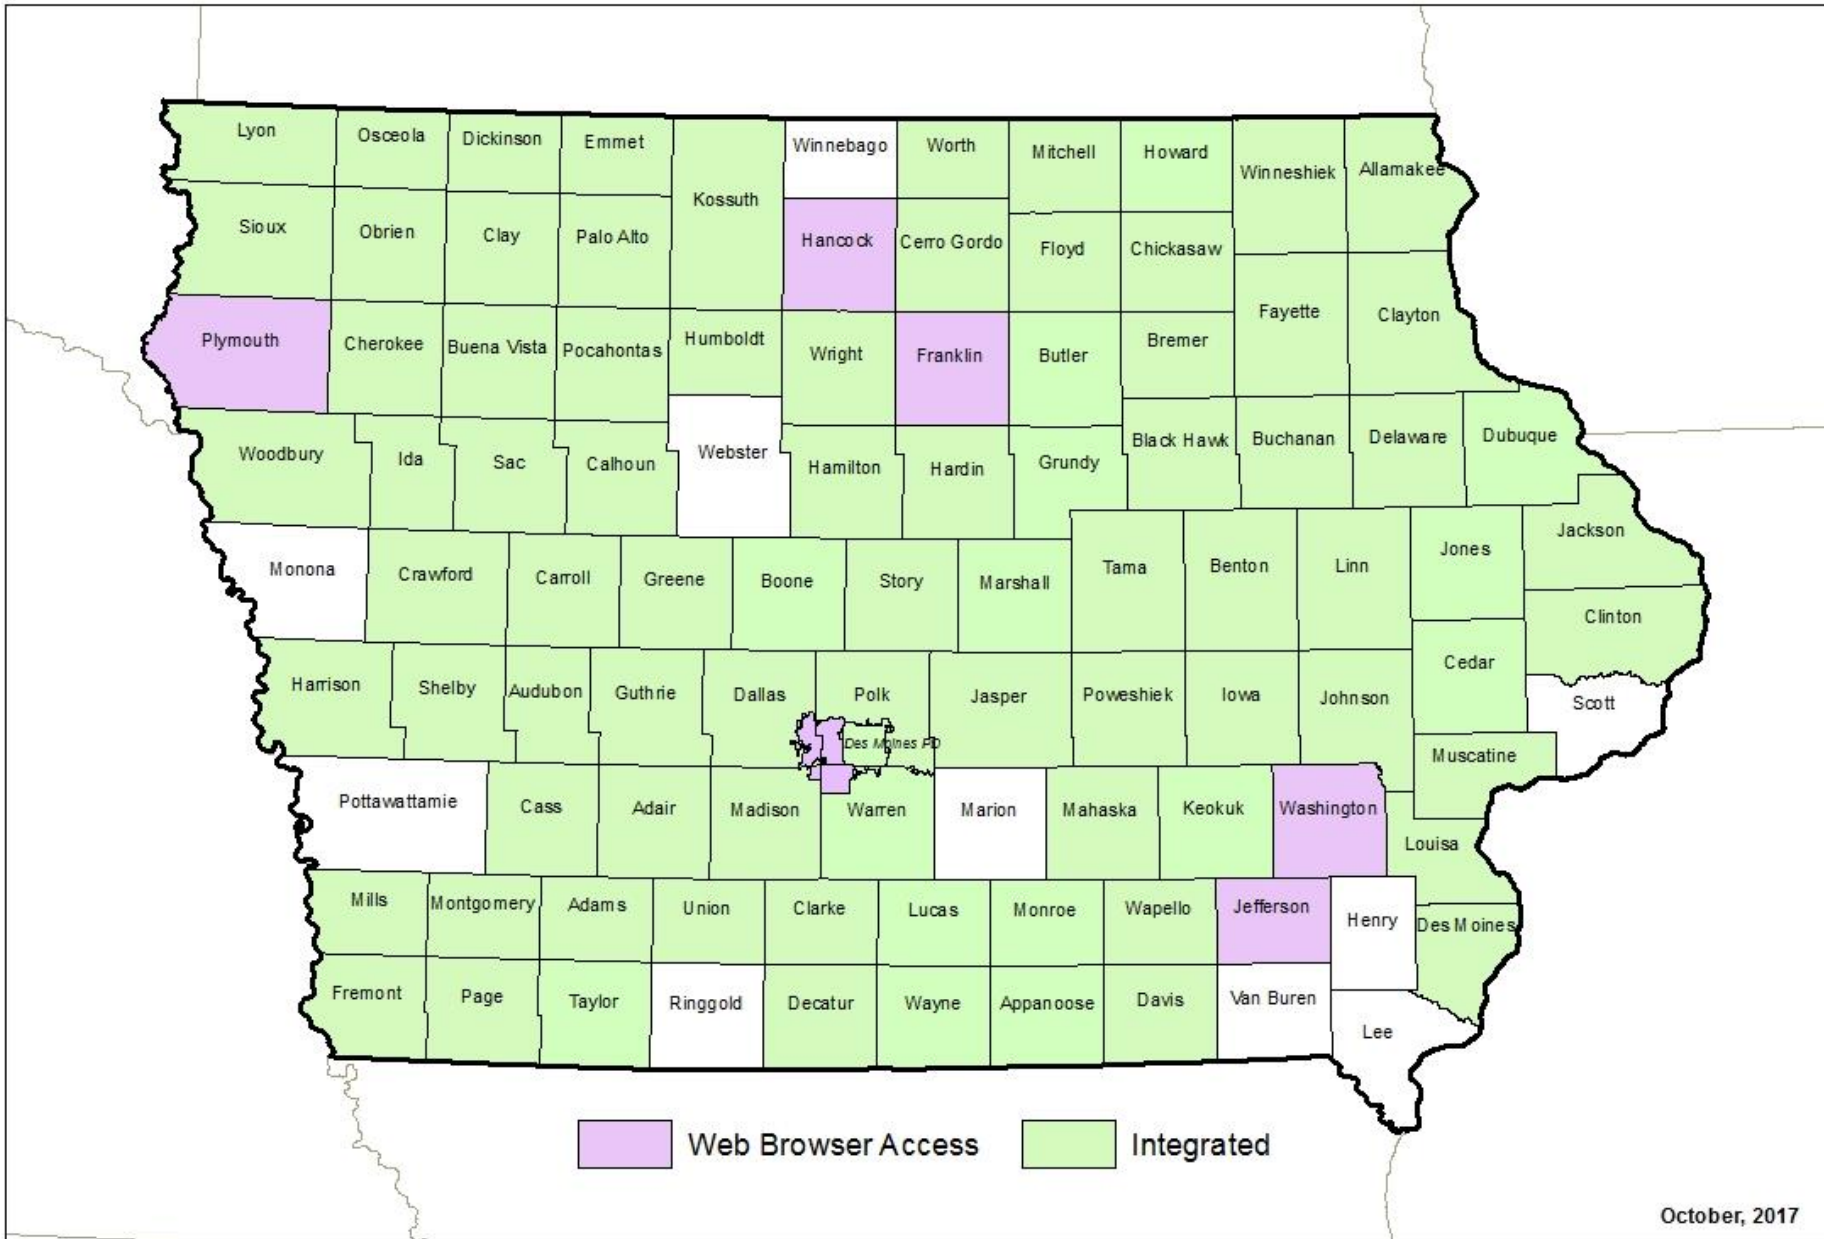 Lyon
Osceola
Dickinson
Emmet
Kossuth
Winnebago
Worth
Mitchell
Howard
Winneshiek
Allamakee
Sioux
Obrien
Clay
Palo Alto
Hancock
Cerro Gordo
Floyd
Chickasaw
Fayette
Clayton
Plymouth
Cherokee
Buena Vista
Pocahontas
Humboldt
Wright
Franklin
Butler
Bremer
Woodbury
Ida
Sac
Calhoun
Webster
Hamilton
Hardin
Grundy
Black Hawk
Buchanan
Delaware
Dubuque
Monona
Crawford
Carroll
Greene
Boone
Story
Marshall
Tama
Benton
Linn
Jones
Jackson
Clinton
Harrison
Shelby
Audubon
Guthrie
Dallas
Polk
Des Moines PD
Jasper
Poweshiek
Iowa
Johnson
Cedar
Scott
Muscatine
Pottawattamie
Cass
Adair
Madison
Warren
Marion
Mahaska
Keokuk
Washington
Louisa
Mills
Montgomery
Adams
Union
Clarke
Lucas
Monroe
Wapello
Jefferson
Henry
Des Moines
Fremont
Page
Taylor
Ringgold
Decatur
Wayne
Appanoose
Davis
Van Buren
Lee
Web Browser Access
Integrated
October, 2017